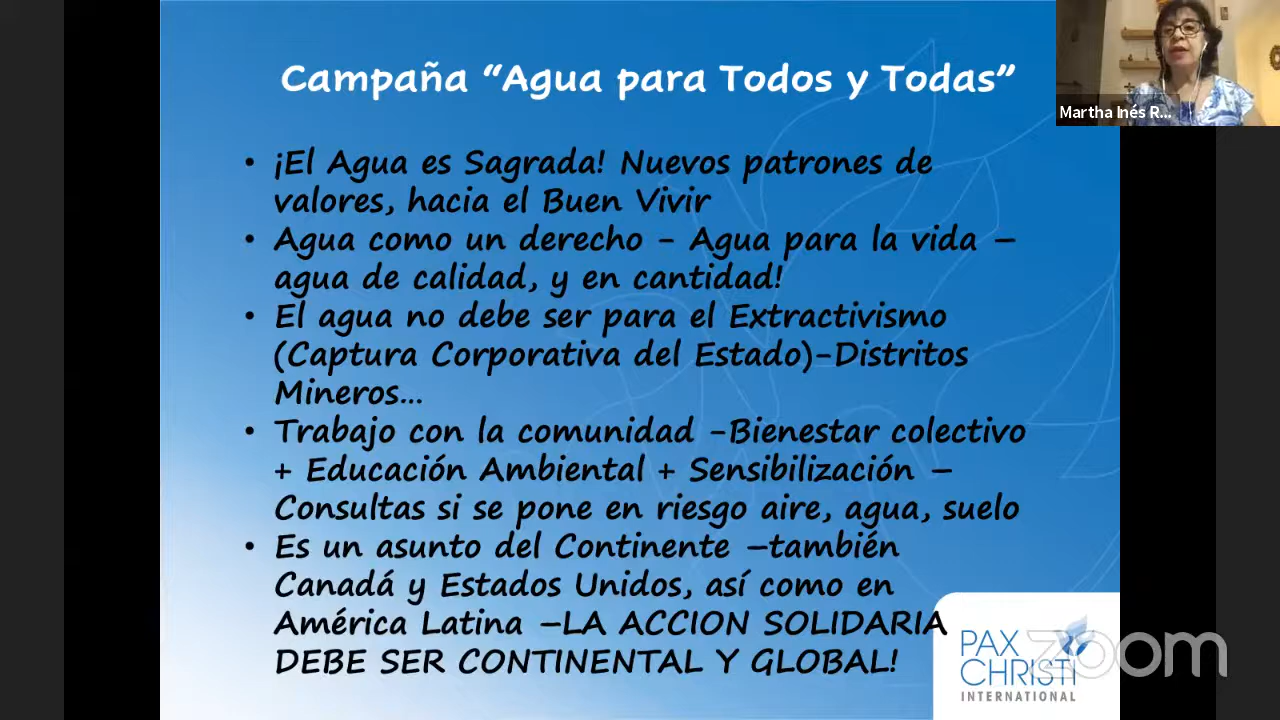 Campaña “Agua para Todos y Todas”
Martha Inés R...
• ¡El Agua es Sagrada! Nuevos patrones de
valores, hacia el Buen Vivir
• Agua como un derecho - Agua para la vida –
agua de calidad, y en cantidad!
• El agua no debe ser para el Extractivismo
(Captura Corporativa del Estado)-Distritos
Mineros...
• Trabajo con la comunidad -Bienestar colectivo
+ Educación Ambiental + Sensibilización –
Consultas si se pone en riesgo aire, agua, suelo
• Es un asunto del Continente –también
Canadá y Estados Unidos, así como en
América Latina –LA ACCION SOLIDARIA
DEBE SER CONTINENTAL Y GLOBAL!
PAX
CHRISTI
INTERNATIONAL
zoom